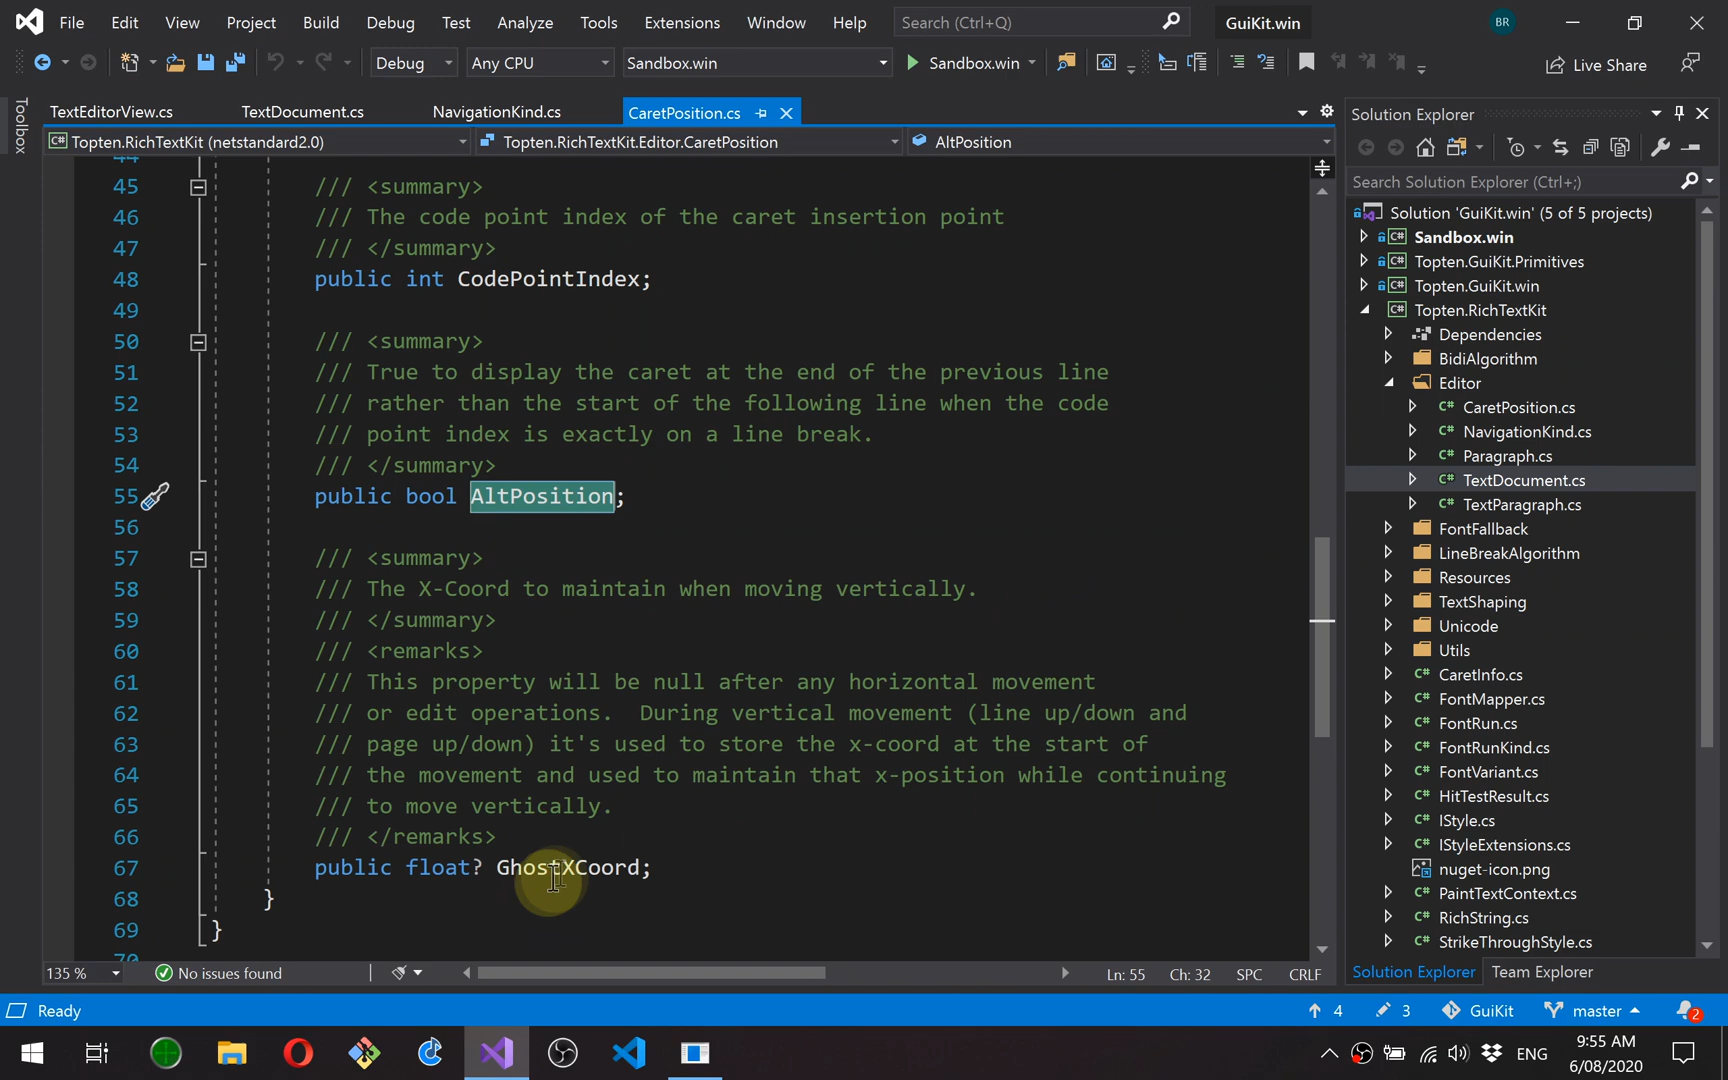 File Edit View Project Build Debug Test Analyze Tools Extensions Window Help Search (Ctrl+Q) GuiKit.win BR
Debug Any CPU Sandbox.win Sandbox.win Live Share
Toolbox
TextEditorView.cs TextDocument.cs NavigationKind.cs CaretPosition.cs
Topten.RichTextKit (netstandard2.0) Topten.RichTextKit.Editor.CaretPosition AltPosition
45 /// <summary>
46 /// The code point index of the caret insertion point
47 /// </summary>
48 public int CodePointIndex;
49
50 /// <summary>
51 /// True to display the caret at the end of the previous line
52 /// rather than the start of the following line when the code
53 /// point index is exactly on a line break.
54 /// </summary>
55 public bool AltPosition;
56
57 /// <summary>
58 /// The X-Coord to maintain when moving vertically.
59 /// </summary>
60 /// <remarks>
61 /// This property will be null after any horizontal movement
62 /// or edit operations.  During vertical movement (line up/down and
63 /// page up/down) it's used to store the x-coord at the start of
64 /// the movement and used to maintain that x-position while continuing
65 /// to move vertically.
66 /// </remarks>
67 public float? GhostXCoord;
68 }
69 }
135 % No issues found Ln: 55 Ch: 32 SPC CRLF
Solution Explorer
Search Solution Explorer (Ctrl+;)
Solution 'GuiKit.win' (5 of 5 projects)
C# Sandbox.win
C# Topten.GuiKit.Primitives
C# Topten.GuiKit.win
C# Topten.RichTextKit
Dependencies
BidiAlgorithm
Editor
C# CaretPosition.cs
C# NavigationKind.cs
C# Paragraph.cs
C# TextDocument.cs
C# TextParagraph.cs
FontFallback
LineBreakAlgorithm
Resources
TextShaping
Unicode
Utils
C# CaretInfo.cs
C# FontMapper.cs
C# FontRun.cs
C# FontRunKind.cs
C# FontVariant.cs
C# HitTestResult.cs
C# IStyle.cs
C# IStyleExtensions.cs
nuget-icon.png
C# PaintTextContext.cs
C# RichString.cs
C# StrikeThroughStyle.cs
Solution Explorer Team Explorer
Ready 4 3 GuiKit master 2
ENG 9:55 AM
6/08/2020